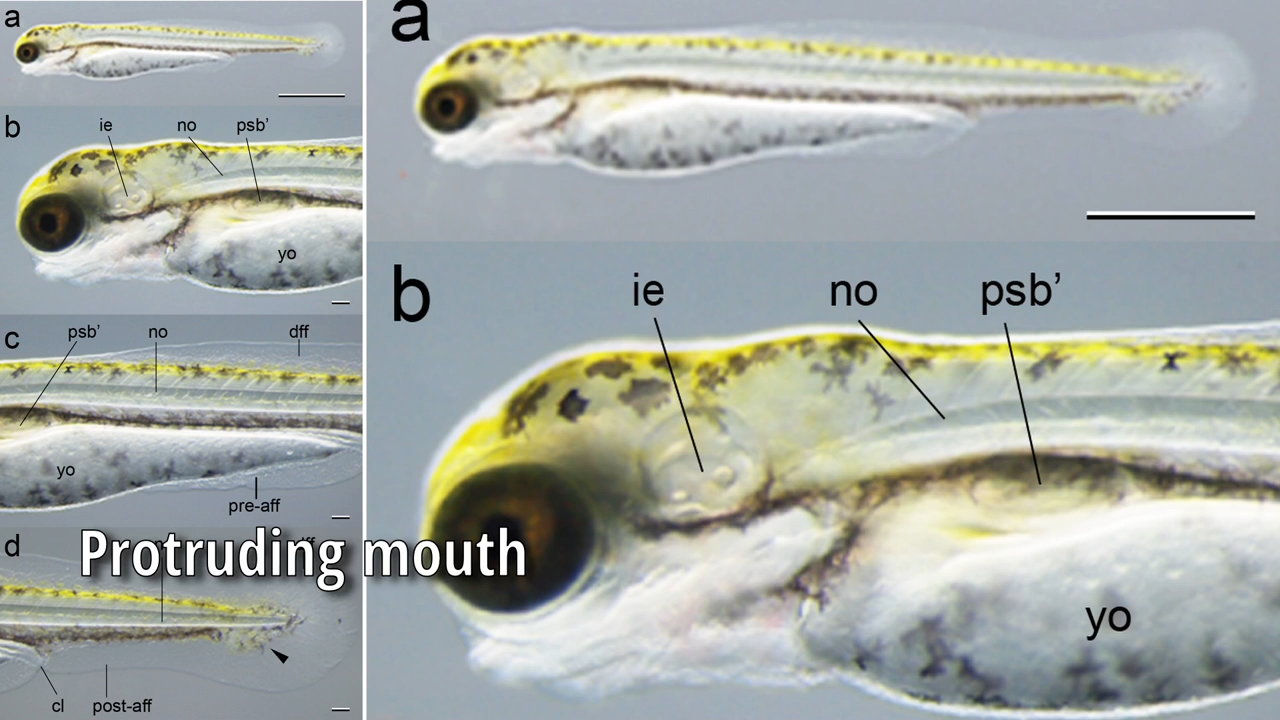 a
b
ie
no
psb’
yo
c
psb’
no
dff
yo
pre-aff
d
cl
post-aff
Protruding mouth
a
b
ie
no
psb’
yo